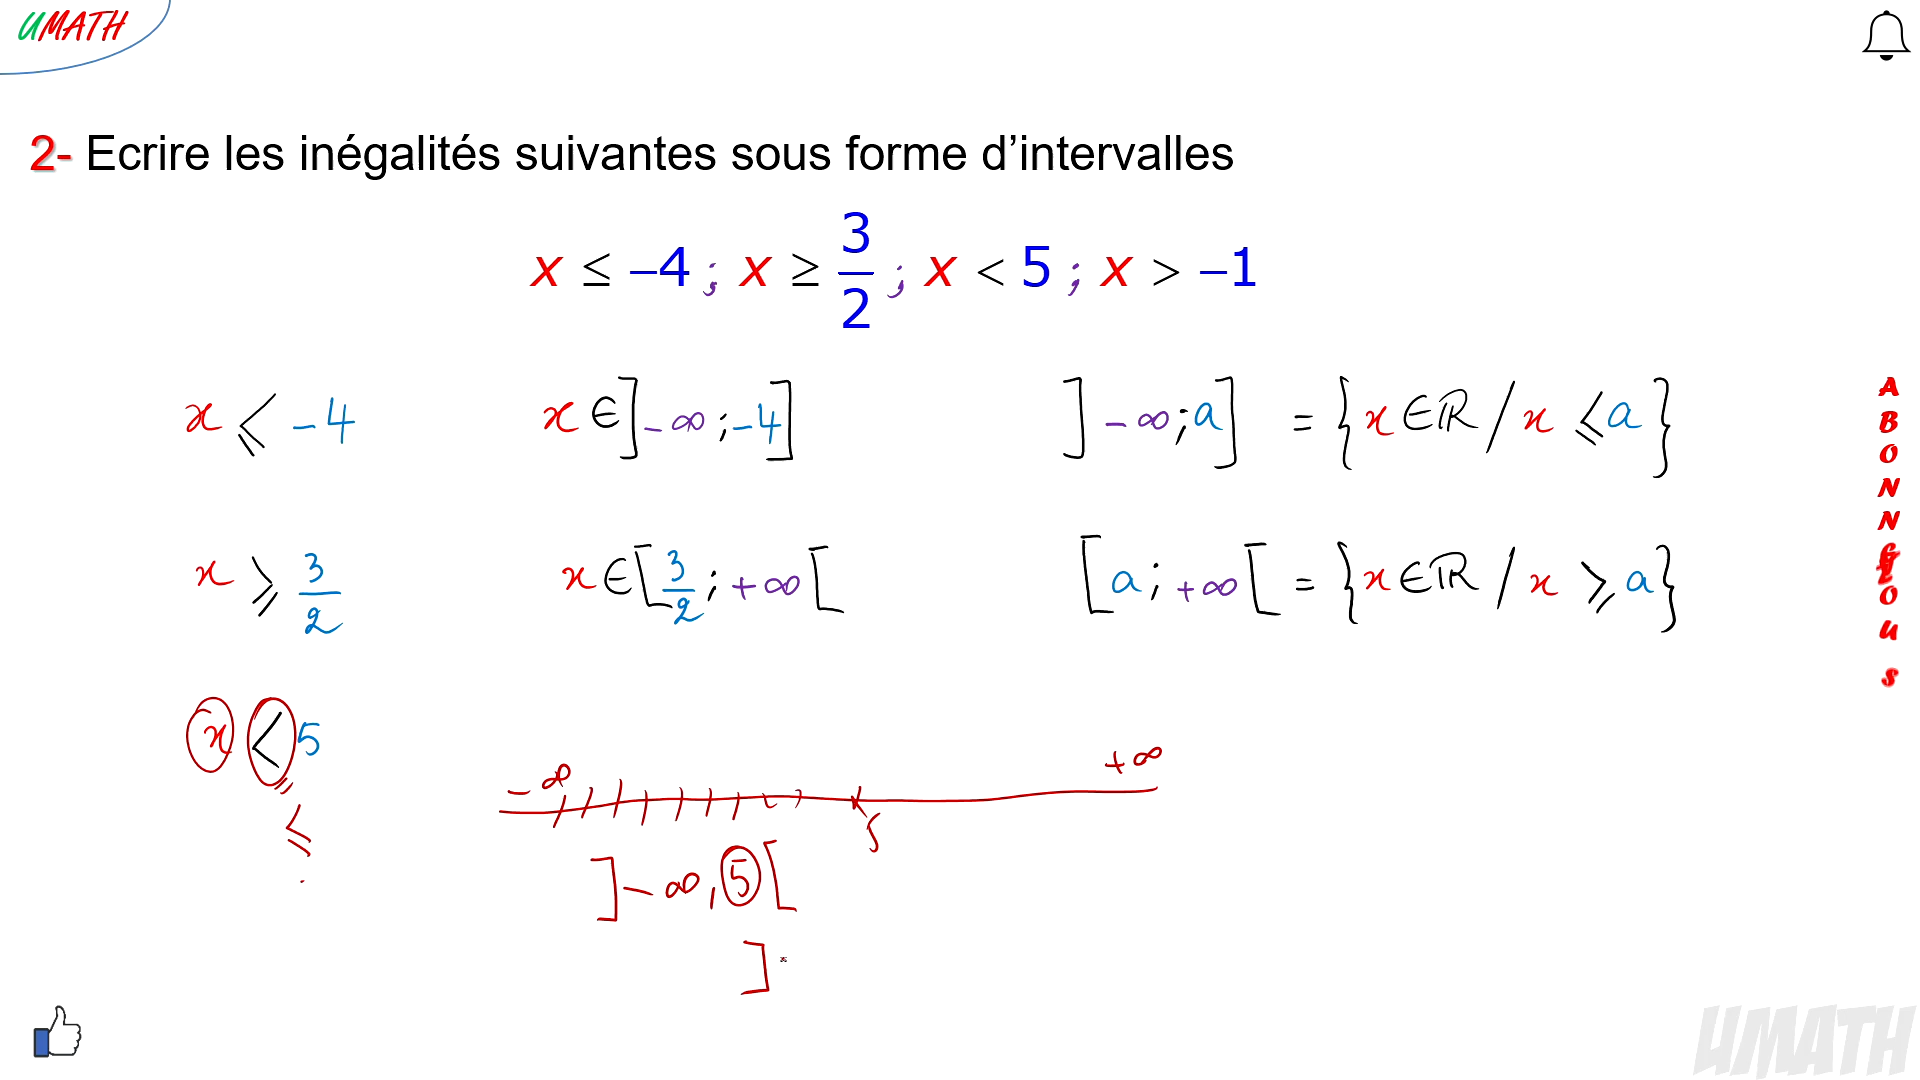 UMATH
2- Ecrire les inégalités suivantes sous forme d’intervalles
x ≤ −4 ; x ≥ 3/2 ; x < 5 ; x > −1
x ⩽ -4 x ∈ ]-∞ ; -4] ]-∞ ; a] = {x ∈ ℝ / x ⩽ a}
x ⩾ 3/2 x ∈ [3/2 ; +∞[ [a ; +∞[ = {x ∈ ℝ / x ⩾ a}
x < 5
-∞ 5 +∞
⩽
]-∞, 5[
]
ABONNEZ
VOUS
UMATH